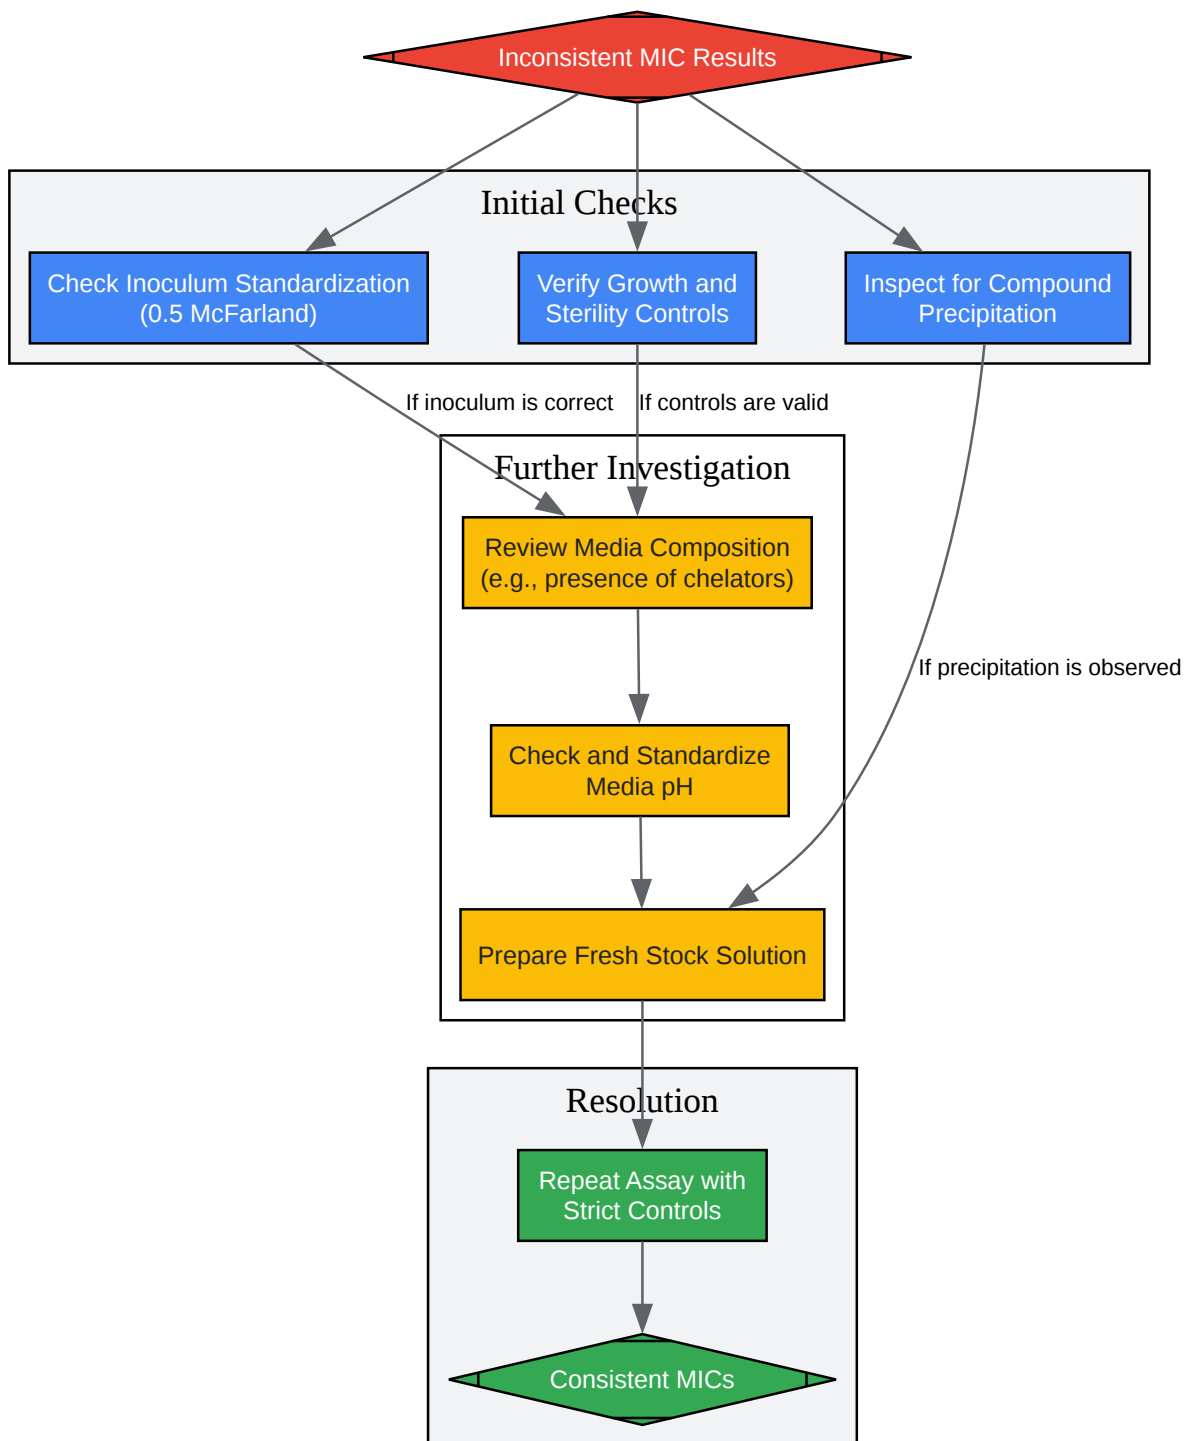 Inconsistent MIC Results
Initial Checks
Check Inoculum Standardization
(0.5 McFarland)
Verify Growth and
Sterility Controls
Inspect for Compound
Precipitation
If inoculum is correct
If controls are valid
Further Investigation
Review Media Composition
(e.g., presence of chelators)
If precipitation is observed
Check and Standardize
Media pH
Prepare Fresh Stock Solution
Resolution
Repeat Assay with
Strict Controls
Consistent MICs